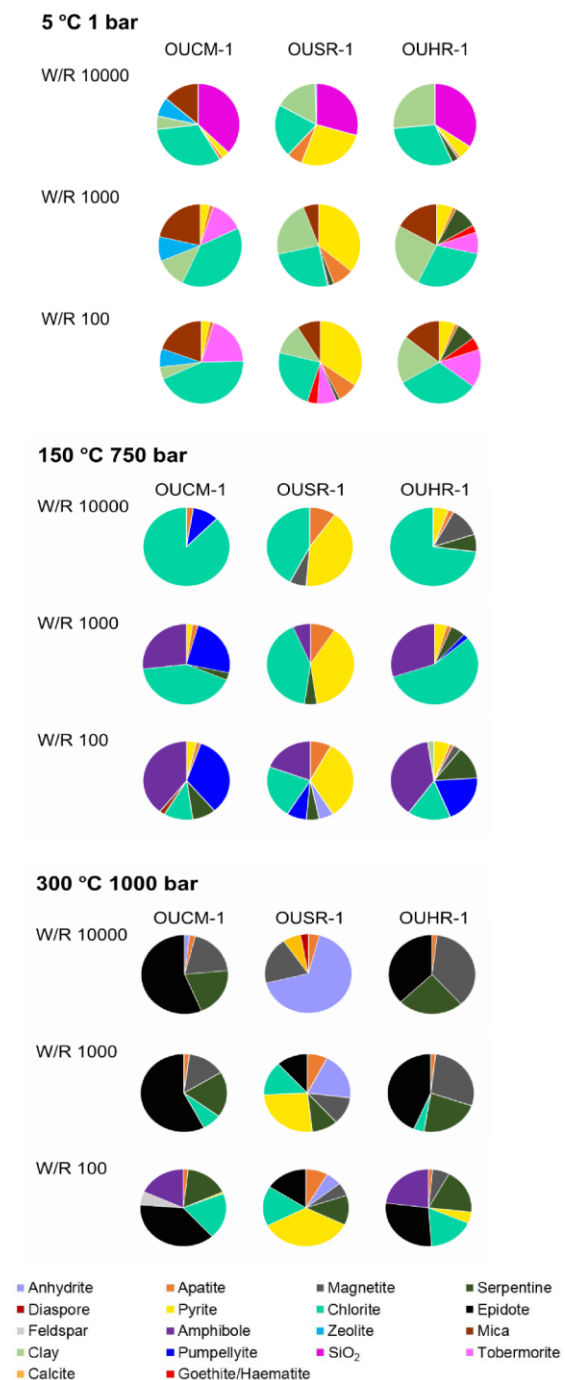 5 °C 1 bar
OUCM-1 OUSR-1 OUHR-1
W/R 10000
W/R 1000
W/R 100
150 °C 750 bar
OUCM-1 OUSR-1 OUHR-1
W/R 10000
W/R 1000
W/R 100
300 °C 1000 bar
OUCM-1 OUSR-1 OUHR-1
W/R 10000
W/R 1000
W/R 100
Anhydrite Apatite Magnetite Serpentine
Diaspore Pyrite Chlorite Epidote
Feldspar Amphibole Zeolite Mica
Clay Pumpellyite SiO₂ Tobermorite
Calcite Goethite/Haematite